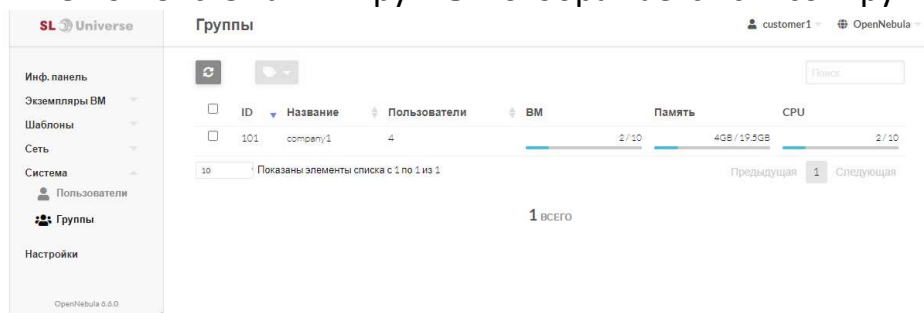 SL Universe
Группы
customer1
OpenNebula
Инф. панель
Экземпляры ВМ
Шаблоны
Сеть
Система
Пользователи
Группы
Настройки
OpenNebula 6.6.0
Поиск
ID Название Пользователи ВМ Память CPU
101 company1 4 2/10 4GB / 19.5GB 2/10
10 Показаны элементы списка с 1 по 1 из 1
Предыдущая 1 Следующая
1 ВСЕГО